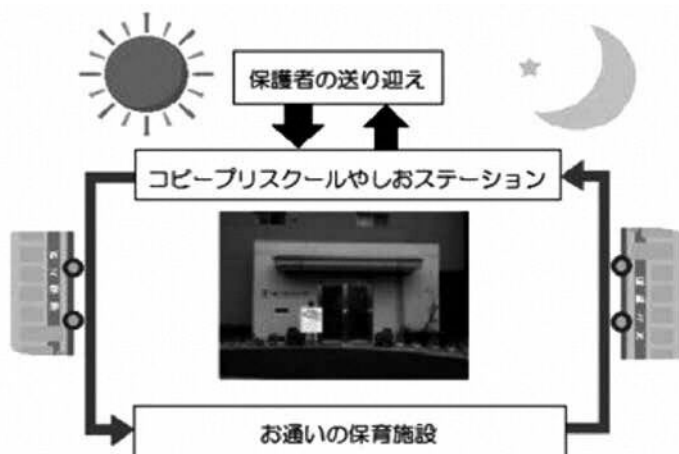 保護者の送り迎え
コピープリスクールやしおステーション
お通いの保育施設